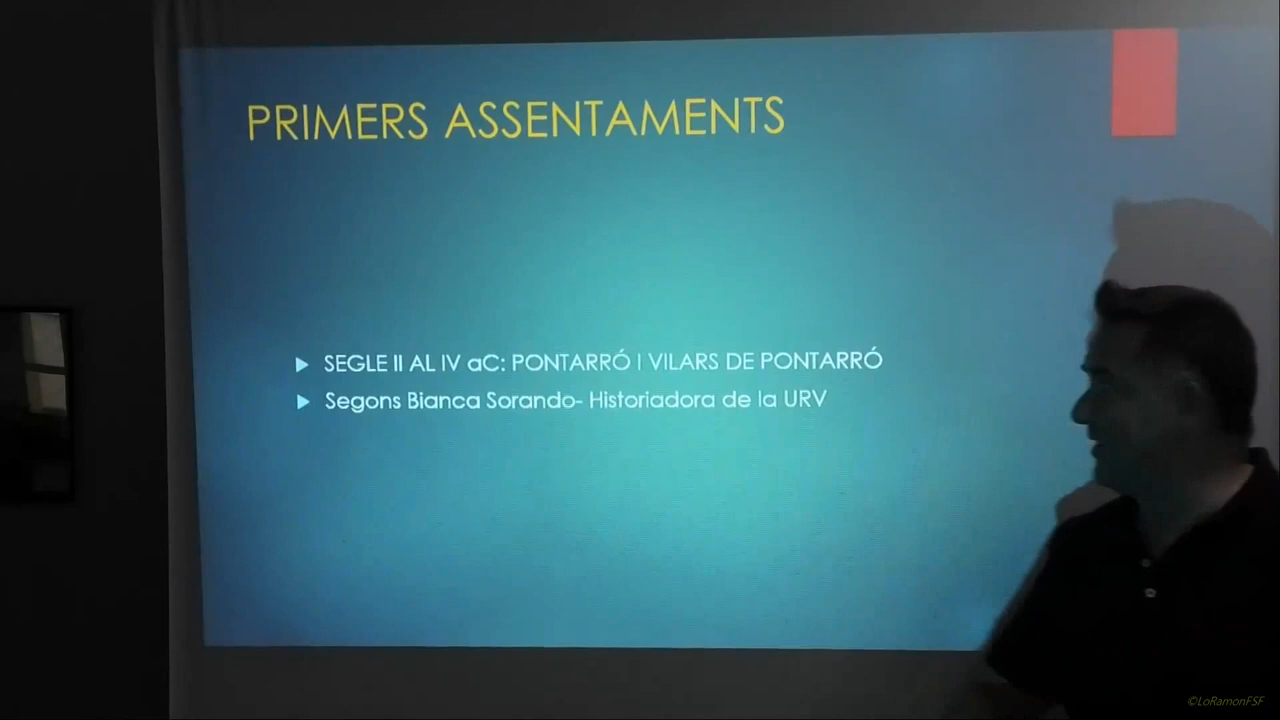 PRIMERS ASSENTAMENTS
SEGLE II AL IV aC: PONTARRÓ I VILARS DE PONTARRÓ
Segons Bianca Sorando- Historiadora de la URV
©LoRamonFSF